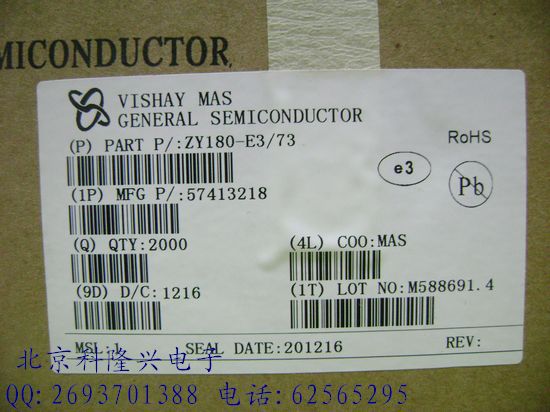 MICONDUCTOR
VISHAY MAS
GENERAL SEMICONDUCTOR
(P) PART P/:ZY180-E3/73
RoHS
e3
Pb
(1P) MFG P/:57413218
(Q) QTY:2000
(4L) COO:MAS
(9D) D/C:1216
(1T) LOT NO:M588691.4
MSL:1 SEAL DATE:201216 REV:
北京科隆兴电子
QQ:2693701388 电话:62565295